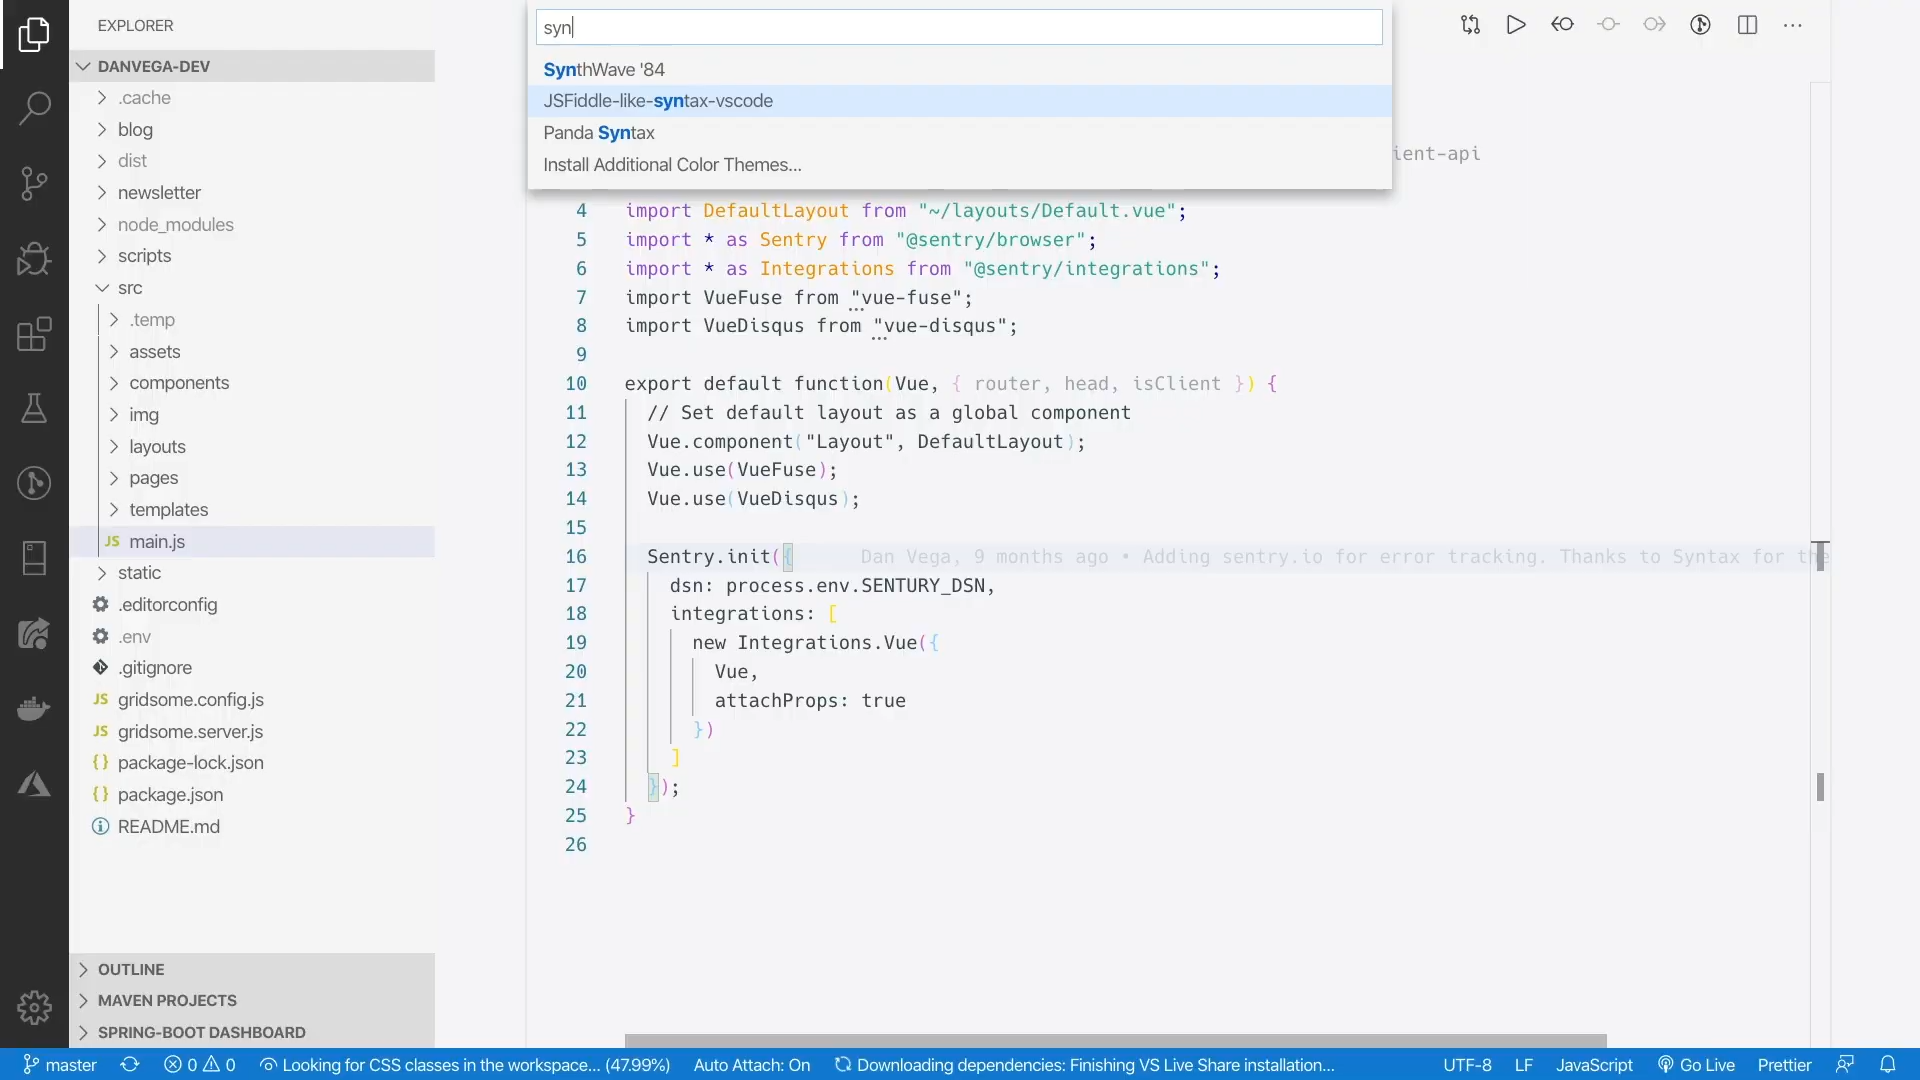 EXPLORER
DANVEGA-DEV
.cache
blog
dist
newsletter
node_modules
scripts
src
.temp
assets
components
img
layouts
pages
templates
JS main.js
static
.editorconfig
.env
.gitignore
JS gridsome.config.js
JS gridsome.server.js
{} package-lock.json
{} package.json
README.md
OUTLINE
MAVEN PROJECTS
SPRING-BOOT DASHBOARD
syn
SynthWave '84
JSFiddle-like-syntax-vscode
Panda Syntax
Install Additional Color Themes...
ient-api
4 import DefaultLayout from "~/layouts/Default.vue";
5 import * as Sentry from "@sentry/browser";
6 import * as Integrations from "@sentry/integrations";
7 import VueFuse from "vue-fuse";
8 import VueDisqus from "vue-disqus";
9
10 export default function(Vue, { router, head, isClient }) {
11 // Set default layout as a global component
12 Vue.component("Layout", DefaultLayout);
13 Vue.use(VueFuse);
14 Vue.use(VueDisqus);
15
16 Sentry.init({ Dan Vega, 9 months ago • Adding sentry.io for error tracking. Thanks to Syntax for the
17 dsn: process.env.SENTURY_DSN,
18 integrations: [
19 new Integrations.Vue({
20 Vue,
21 attachProps: true
22 })
23 ]
24 });
25 }
26
master 0 0 Looking for CSS classes in the workspace... (47.99%) Auto Attach: On Downloading dependencies: Finishing VS Live Share installation... UTF-8 LF JavaScript Go Live Prettier